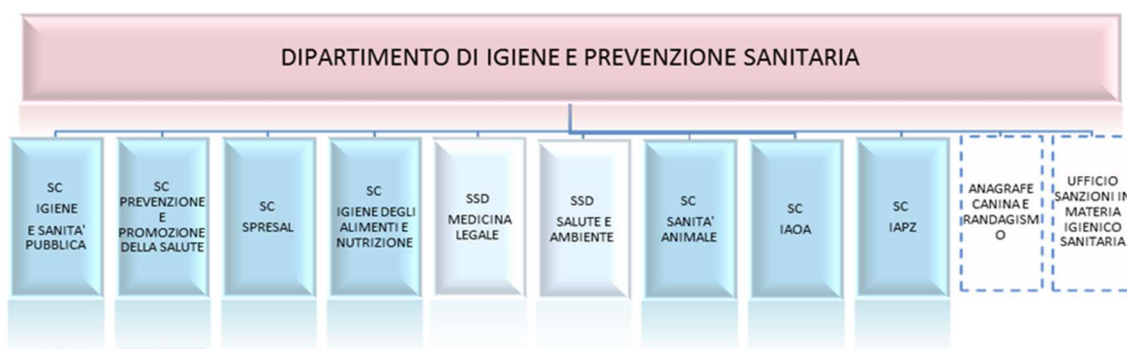 DIPARTIMENTO DI IGIENE E PREVENZIONE SANITARIA
SC
IGIENE
E SANITA'
PUBBLICA
SC
PREVENZIONE
E
PROMOZIONE
DELLA SALUTE
SC
SPRESAL
SC
IGIENE DEGLI
ALIMENTI E
NUTRIZIONE
SSD
MEDICINA
LEGALE
SSD
SALUTE E
AMBIENTE
SC
SANITA'
ANIMALE
SC
IAOA
SC
IAPZ
ANAGRAFE
CANINA E
RANDAGISM
O
UFFICIO
SANZIONI IN
MATERIA
IGIENICO
SANITARIA